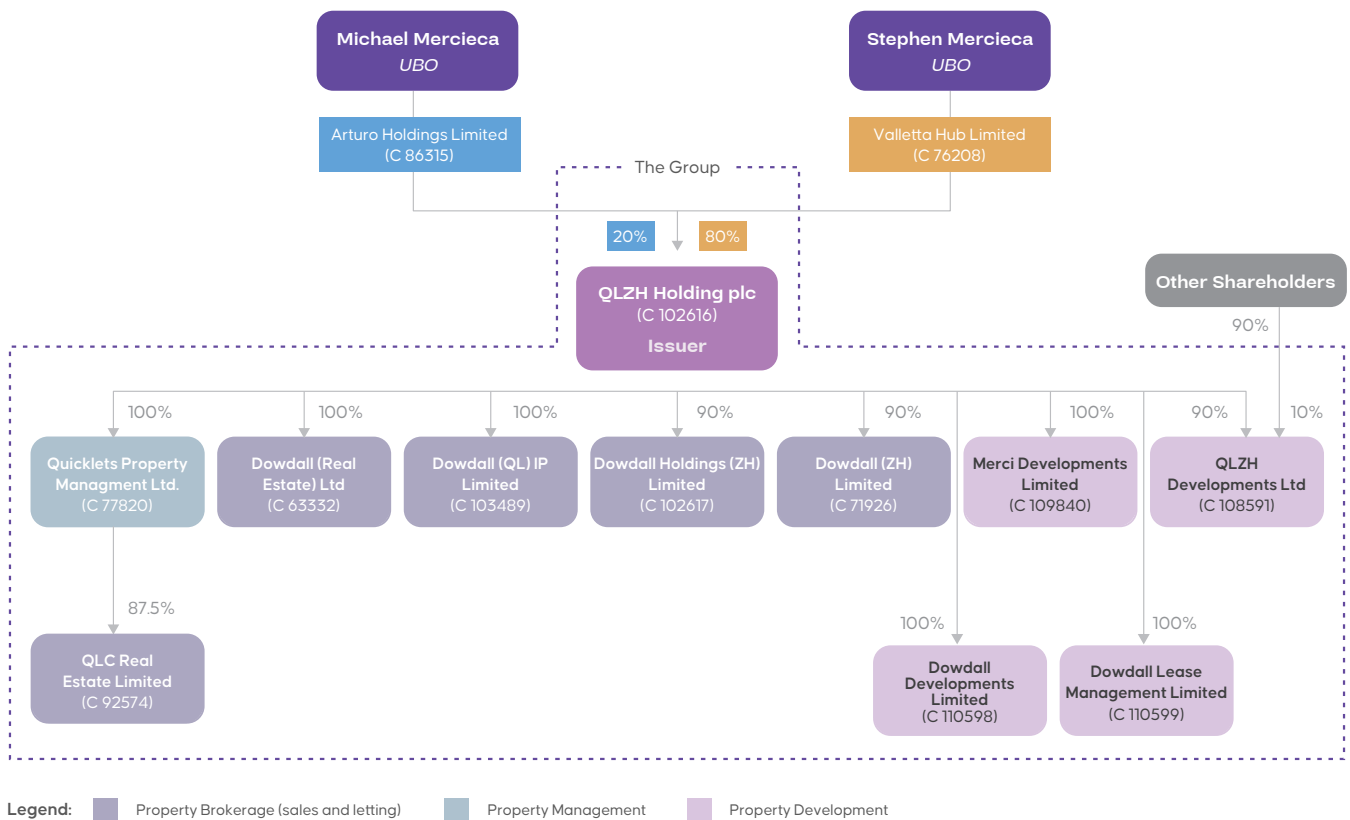 Michael Mercieca
UBO
Stephen Mercieca
UBO
Arturo Holdings Limited
(C 86315)
Valletta Hub Limited
(C 76208)
The Group
20%
80%
QLZH Holding plc
(C 102616)
Issuer
Other Shareholders
90%
100%
100%
100%
90%
90%
100%
90%
10%
Quicklets Property
Managment Ltd.
(C 77820)
Dowdall (Real
Estate) Ltd
(C 63332)
Dowdall (QL) IP
Limited
(C 103489)
Dowdall Holdings (ZH)
Limited
(C 102617)
Dowdall (ZH)
Limited
(C 71926)
Merci Developments
Limited
(C 109840)
QLZH
Developments Ltd
(C 108591)
87.5%
100%
100%
QLC Real
Estate Limited
(C 92574)
Dowdall
Developments
Limited
(C 110598)
Dowdall Lease
Management Limited
(C 110599)
Legend: Property Brokerage (sales and letting) Property Management Property Development